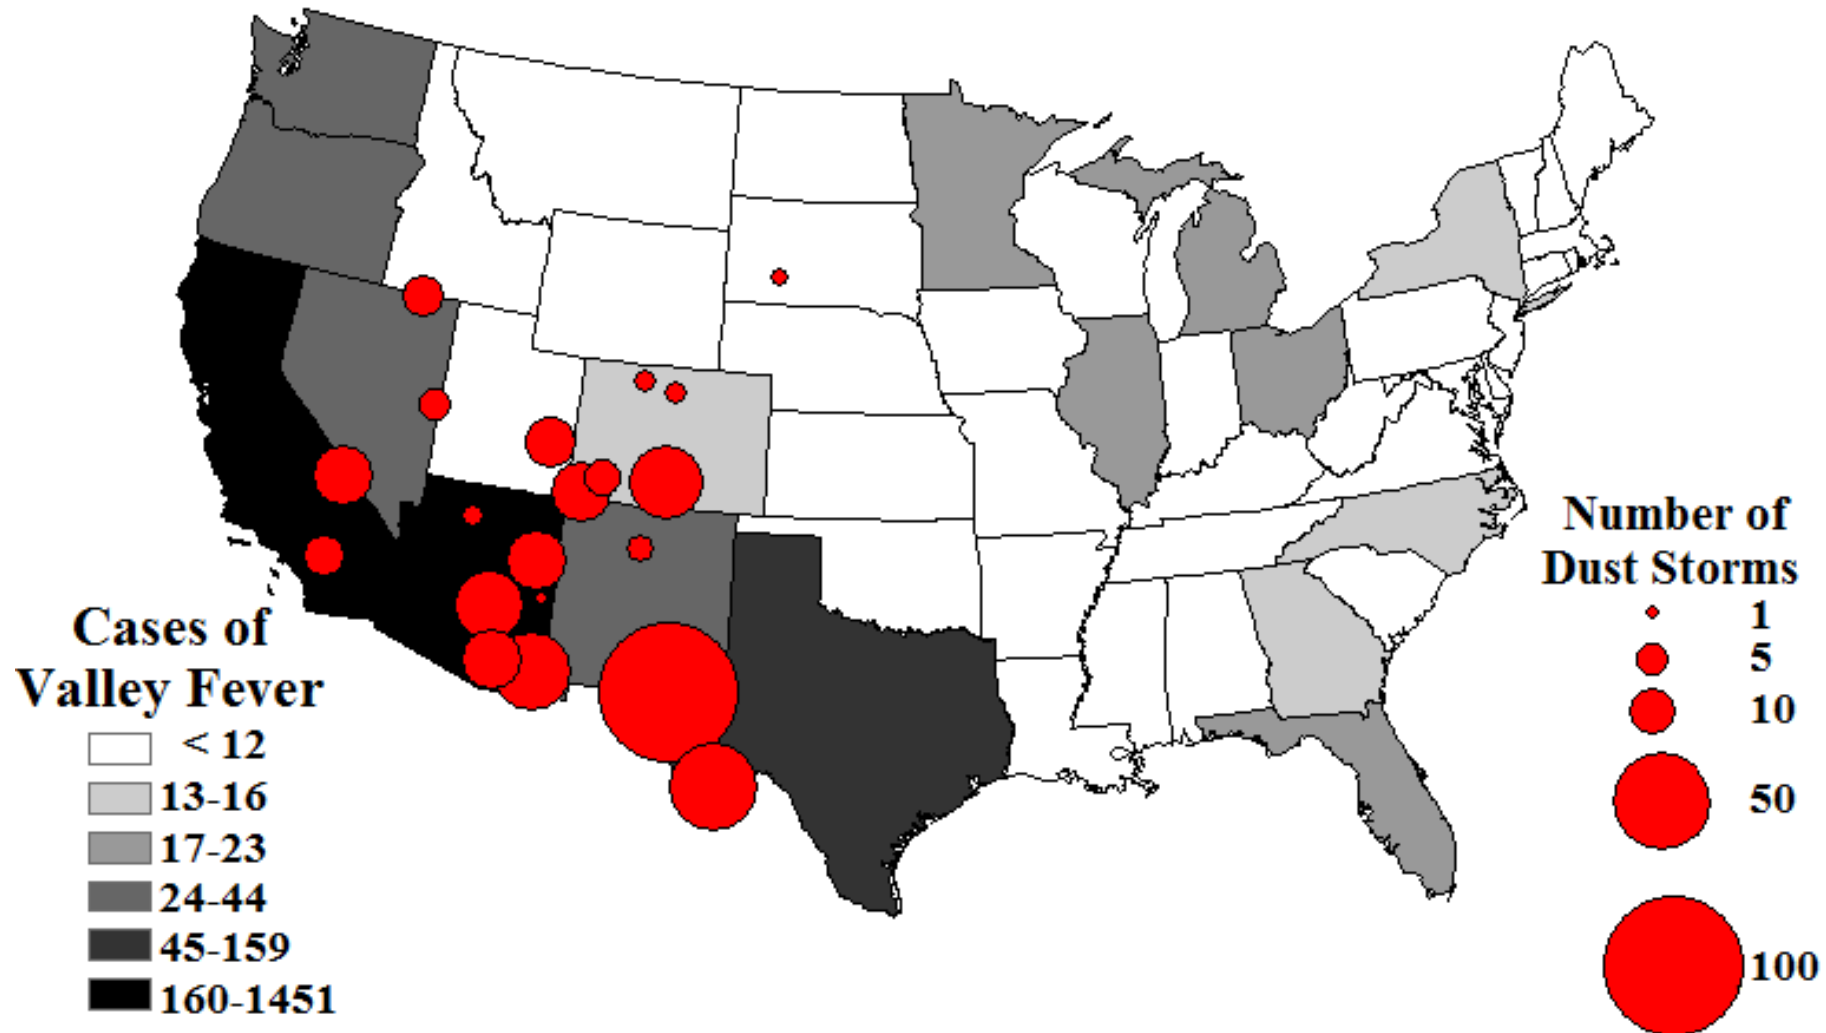 Cases of
Valley Fever
< 12
13-16
17-23
24-44
45-159
160-1451
Number of
Dust Storms
1
5
10
50
100